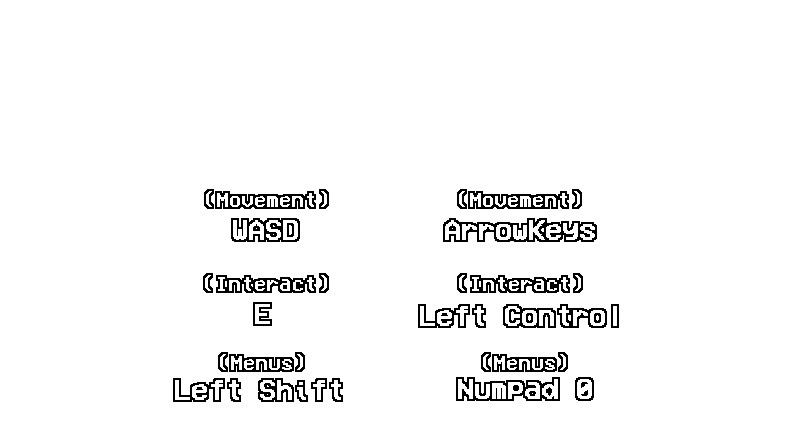 (Movement)
WASD
(Interact)
E
(Menus)
Left Shift
(Movement)
ArrowKeys
(Interact)
Left Control
(Menus)
Numpad 0